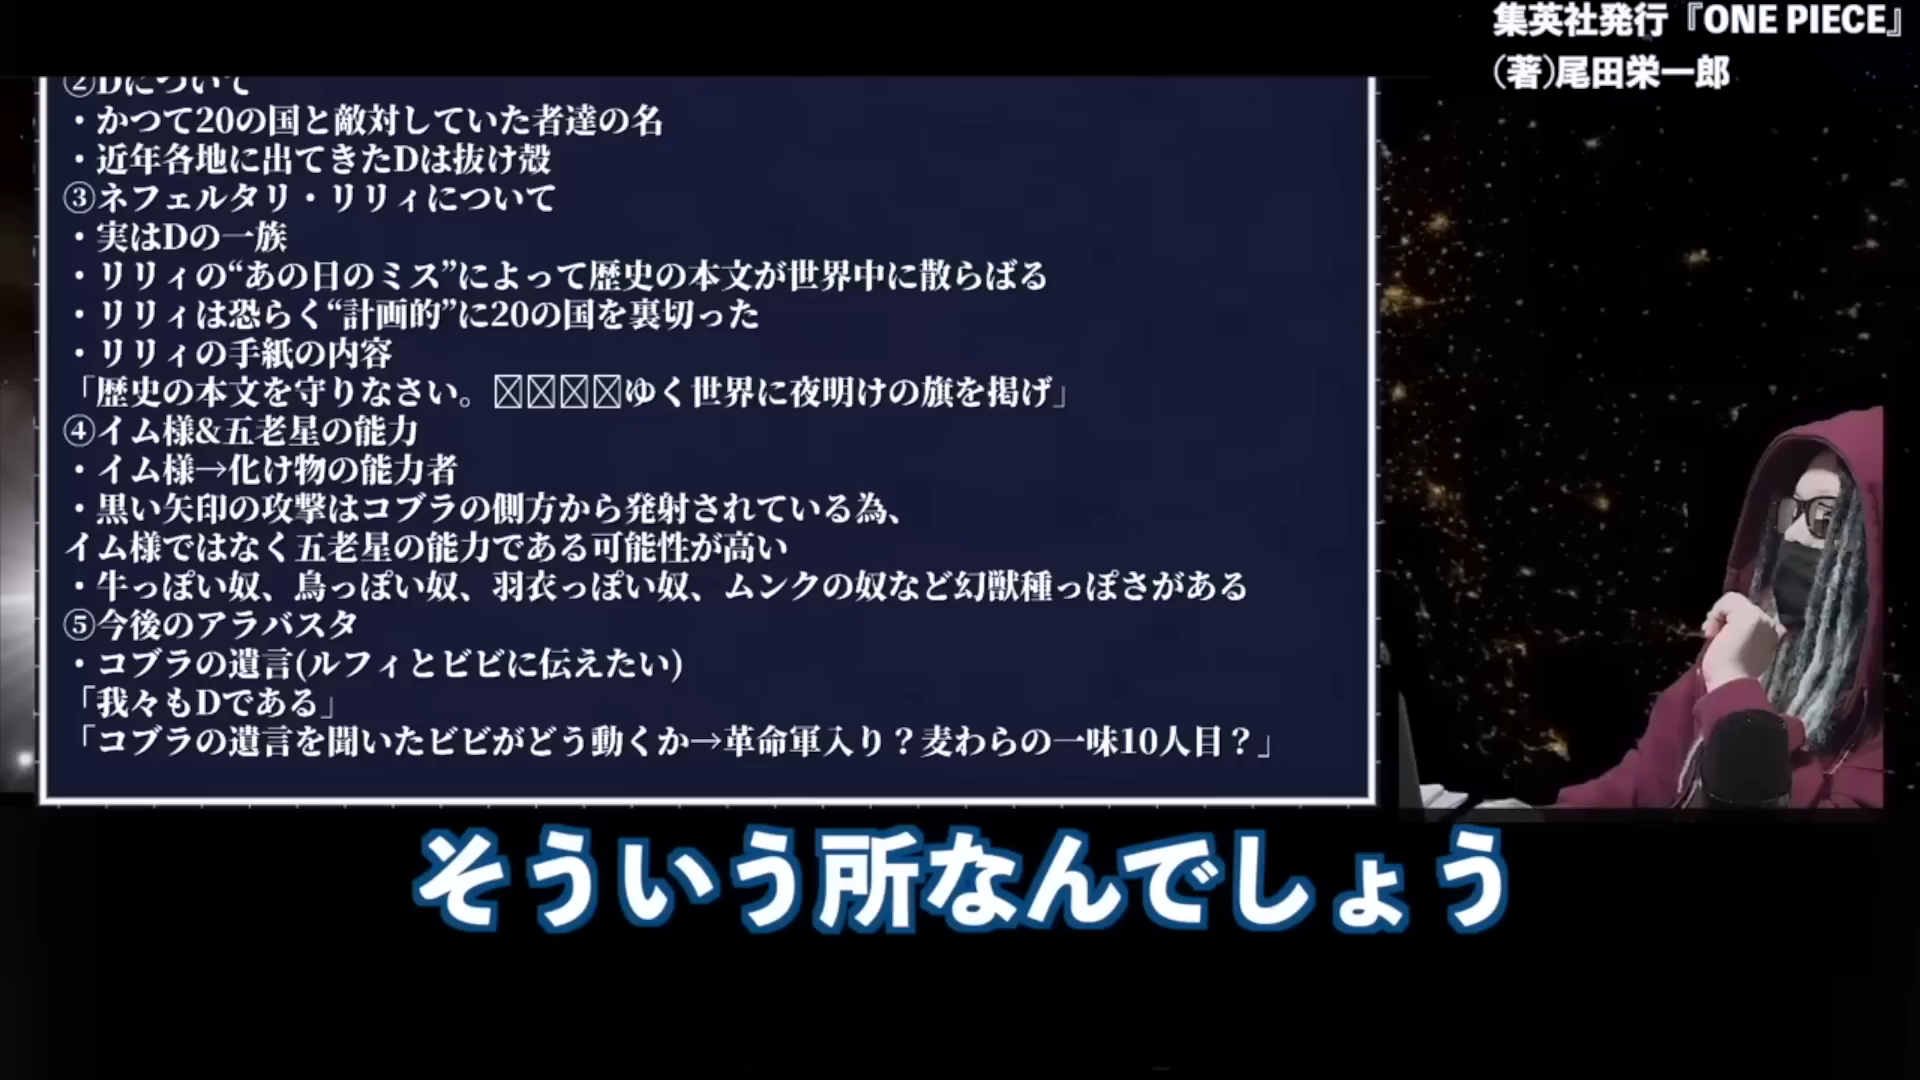 集英社発行『ONE PIECE』
(著)尾田栄一郎
②Dについて
・かつて20の国と敵対していた者達の名
・近年各地に出てきたDは抜け殻
③ネフェルタリ・リリィについて
・実はDの一族
・リリィの“あの日のミス”によって歴史の本文が世界中に散らばる
・リリィは恐らく“計画的”に20の国を裏切った
・リリィの手紙の内容
「歴史の本文を守りなさい。☒☒☒☒ゆく世界に夜明けの旗を掲げ」
④イム様&五老星の能力
・イム様→化け物の能力者
・黒い矢印の攻撃はコブラの側方から発射されている為、
イム様ではなく五老星の能力である可能性が高い
・牛っぽい奴、鳥っぽい奴、羽衣っぽい奴、ムンクの奴など幻獣種っぽさがある
⑤今後のアラバスタ
・コブラの遺言(ルフィとビビに伝えたい)
「我々もDである」
「コブラの遺言を聞いたビビがどう動くか→革命軍入り？麦わらの一味10人目？」
そういう所なんでしょう